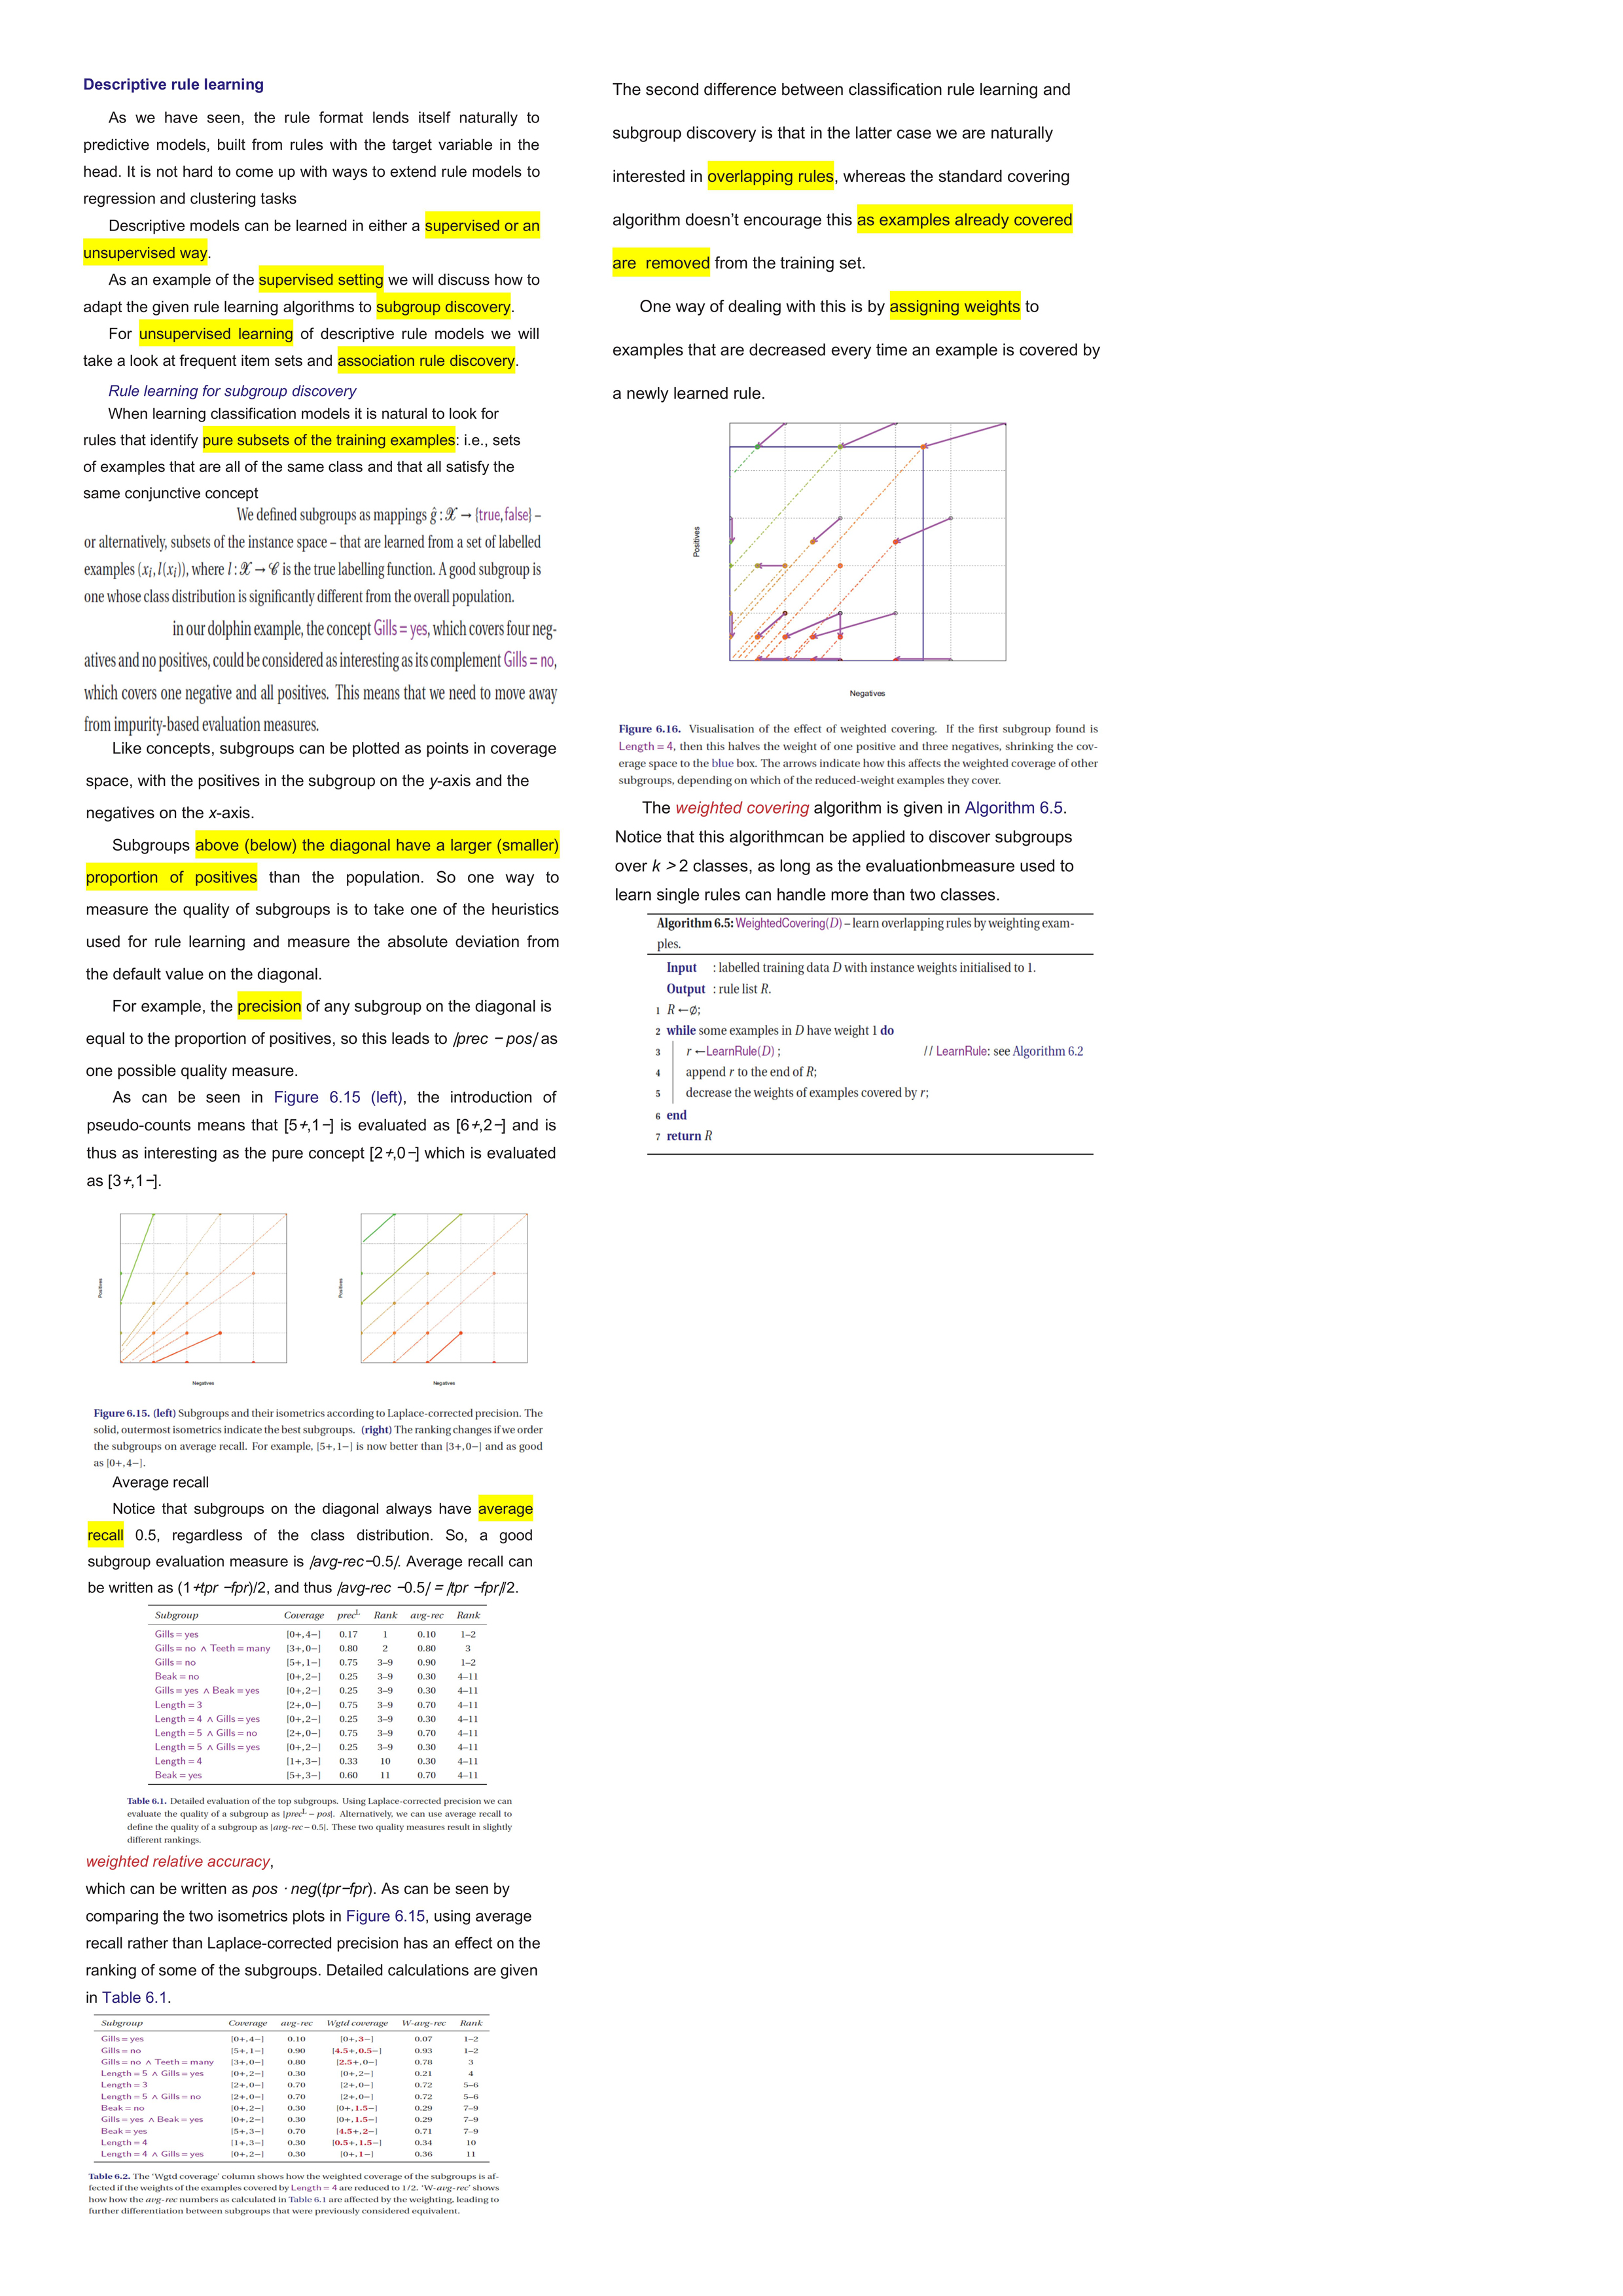 Descriptive rule learning
As we have seen, the rule format lends itself naturally to
predictive models, built from rules with the target variable in the
head. It is not hard to come up with ways to extend rule models to
regression and clustering tasks
Descriptive models can be learned in either a supervised or an
unsupervised way.
As an example of the supervised setting we will discuss how to
adapt the given rule learning algorithms to subgroup discovery.
For unsupervised learning of descriptive rule models we will
take a look at frequent item sets and association rule discovery.
Rule learning for subgroup discovery
When learning classification models it is natural to look for
rules that identify pure subsets of the training examples: i.e., sets
of examples that are all of the same class and that all satisfy the
same conjunctive concept
We defined subgroups as mappings ĝ : 𝒳 → {true,false} –
or alternatively, subsets of the instance space – that are learned from a set of labelled
examples (xᵢ, l(xᵢ)), where l : 𝒳 → 𝒞 is the true labelling function. A good subgroup is
one whose class distribution is significantly different from the overall population.
in our dolphin example, the concept Gills = yes, which covers four neg-
atives and no positives, could be considered as interesting as its complement Gills = no,
which covers one negative and all positives. This means that we need to move away
from impurity-based evaluation measures.
Like concepts, subgroups can be plotted as points in coverage
space, with the positives in the subgroup on the y-axis and the
negatives on the x-axis.
Subgroups above (below) the diagonal have a larger (smaller)
proportion of positives than the population. So one way to
measure the quality of subgroups is to take one of the heuristics
used for rule learning and measure the absolute deviation from
the default value on the diagonal.
For example, the precision of any subgroup on the diagonal is
equal to the proportion of positives, so this leads to |prec − pos| as
one possible quality measure.
As can be seen in Figure 6.15 (left), the introduction of
pseudo-counts means that [5+,1−] is evaluated as [6+,2−] and is
thus as interesting as the pure concept [2+,0−] which is evaluated
as [3+,1−].
Positives
Negatives
Positives
Negatives
Figure 6.15. (left) Subgroups and their isometrics according to Laplace-corrected precision. The
solid, outermost isometrics indicate the best subgroups. (right) The ranking changes if we order
the subgroups on average recall. For example, [5+,1−] is now better than [3+,0−] and as good
as [0+,4−].
Average recall
Notice that subgroups on the diagonal always have average
recall 0.5, regardless of the class distribution. So, a good
subgroup evaluation measure is |avg-rec−0.5|. Average recall can
be written as (1+tpr −fpr)/2, and thus |avg-rec −0.5| = |tpr −fpr|/2.
Subgroup Coverage precᴸ Rank avg-rec Rank
Gills = yes [0+,4−] 0.17 1 0.10 1–2
Gills = no ∧ Teeth = many [3+,0−] 0.80 2 0.80 3
Gills = no [5+,1−] 0.75 3–9 0.90 1–2
Beak = no [0+,2−] 0.25 3–9 0.30 4–11
Gills = yes ∧ Beak = yes [0+,2−] 0.25 3–9 0.30 4–11
Length = 3 [2+,0−] 0.75 3–9 0.70 4–11
Length = 4 ∧ Gills = yes [0+,2−] 0.25 3–9 0.30 4–11
Length = 5 ∧ Gills = no [2+,0−] 0.75 3–9 0.70 4–11
Length = 5 ∧ Gills = yes [0+,2−] 0.25 3–9 0.30 4–11
Length = 4 [1+,3−] 0.33 10 0.30 4–11
Beak = yes [5+,3−] 0.60 11 0.70 4–11
Table 6.1. Detailed evaluation of the top subgroups. Using Laplace-corrected precision we can
evaluate the quality of a subgroup as |precᴸ − pos|. Alternatively, we can use average recall to
define the quality of a subgroup as |avg-rec − 0.5|. These two quality measures result in slightly
different rankings.
weighted relative accuracy,
which can be written as pos · neg(tpr−fpr). As can be seen by
comparing the two isometrics plots in Figure 6.15, using average
recall rather than Laplace-corrected precision has an effect on the
ranking of some of the subgroups. Detailed calculations are given
in Table 6.1.
Subgroup Coverage avg-rec Wgtd coverage W-avg-rec Rank
Gills = yes [0+,4−] 0.10 [0+,3−] 0.07 1–2
Gills = no [5+,1−] 0.90 [4.5+,0.5−] 0.93 1–2
Gills = no ∧ Teeth = many [3+,0−] 0.80 [2.5+,0−] 0.78 3
Length = 5 ∧ Gills = yes [0+,2−] 0.30 [0+,2−] 0.21 4
Length = 3 [2+,0−] 0.70 [2+,0−] 0.72 5–6
Length = 5 ∧ Gills = no [2+,0−] 0.70 [2+,0−] 0.72 5–6
Beak = no [0+,2−] 0.30 [0+,1.5−] 0.29 7–9
Gills = yes ∧ Beak = yes [0+,2−] 0.30 [0+,1.5−] 0.29 7–9
Beak = yes [5+,3−] 0.70 [4.5+,2−] 0.71 7–9
Length = 4 [1+,3−] 0.30 [0.5+,1.5−] 0.34 10
Length = 4 ∧ Gills = yes [0+,2−] 0.30 [0+,1−] 0.36 11
Table 6.2. The ‘Wgtd coverage’ column shows how the weighted coverage of the subgroups is af-
fected if the weights of the examples covered by Length = 4 are reduced to 1/2. ‘W-avg-rec’ shows
how how the avg-rec numbers as calculated in Table 6.1 are affected by the weighting, leading to
further differentiation between subgroups that were previously considered equivalent.
The second difference between classification rule learning and
subgroup discovery is that in the latter case we are naturally
interested in overlapping rules, whereas the standard covering
algorithm doesn’t encourage this as examples already covered
are removed from the training set.
One way of dealing with this is by assigning weights to
examples that are decreased every time an example is covered by
a newly learned rule.
Positives
Negatives
Figure 6.16. Visualisation of the effect of weighted covering. If the first subgroup found is
Length = 4, then this halves the weight of one positive and three negatives, shrinking the cov-
erage space to the blue box. The arrows indicate how this affects the weighted coverage of other
subgroups, depending on which of the reduced-weight examples they cover.
The weighted covering algorithm is given in Algorithm 6.5.
Notice that this algorithmcan be applied to discover subgroups
over k > 2 classes, as long as the evaluationbmeasure used to
learn single rules can handle more than two classes.
Algorithm 6.5: WeightedCovering(D) – learn overlapping rules by weighting exam-
ples.
Input : labelled training data D with instance weights initialised to 1.
Output : rule list R.
1 R ←∅;
2 while some examples in D have weight 1 do
3 r ←LearnRule(D) ; // LearnRule: see Algorithm 6.2
4 append r to the end of R;
5 decrease the weights of examples covered by r;
6 end
7 return R